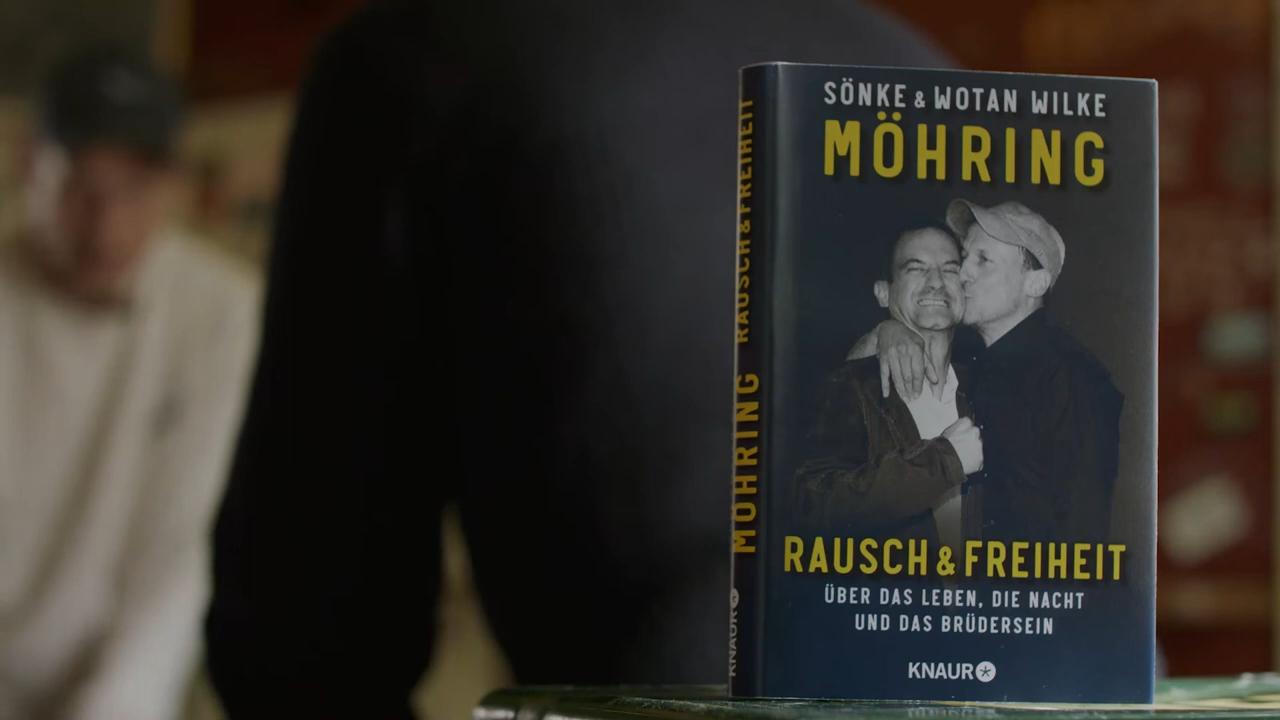 SÖNKE & WOTAN WILKE
MÖHRING
RAUSCH & FREIHEIT
ÜBER DAS LEBEN, DIE NACHT
UND DAS BRÜDERSEIN
KNAUR
MÖHRING RAUSCH & FREIHEIT
KNAUR